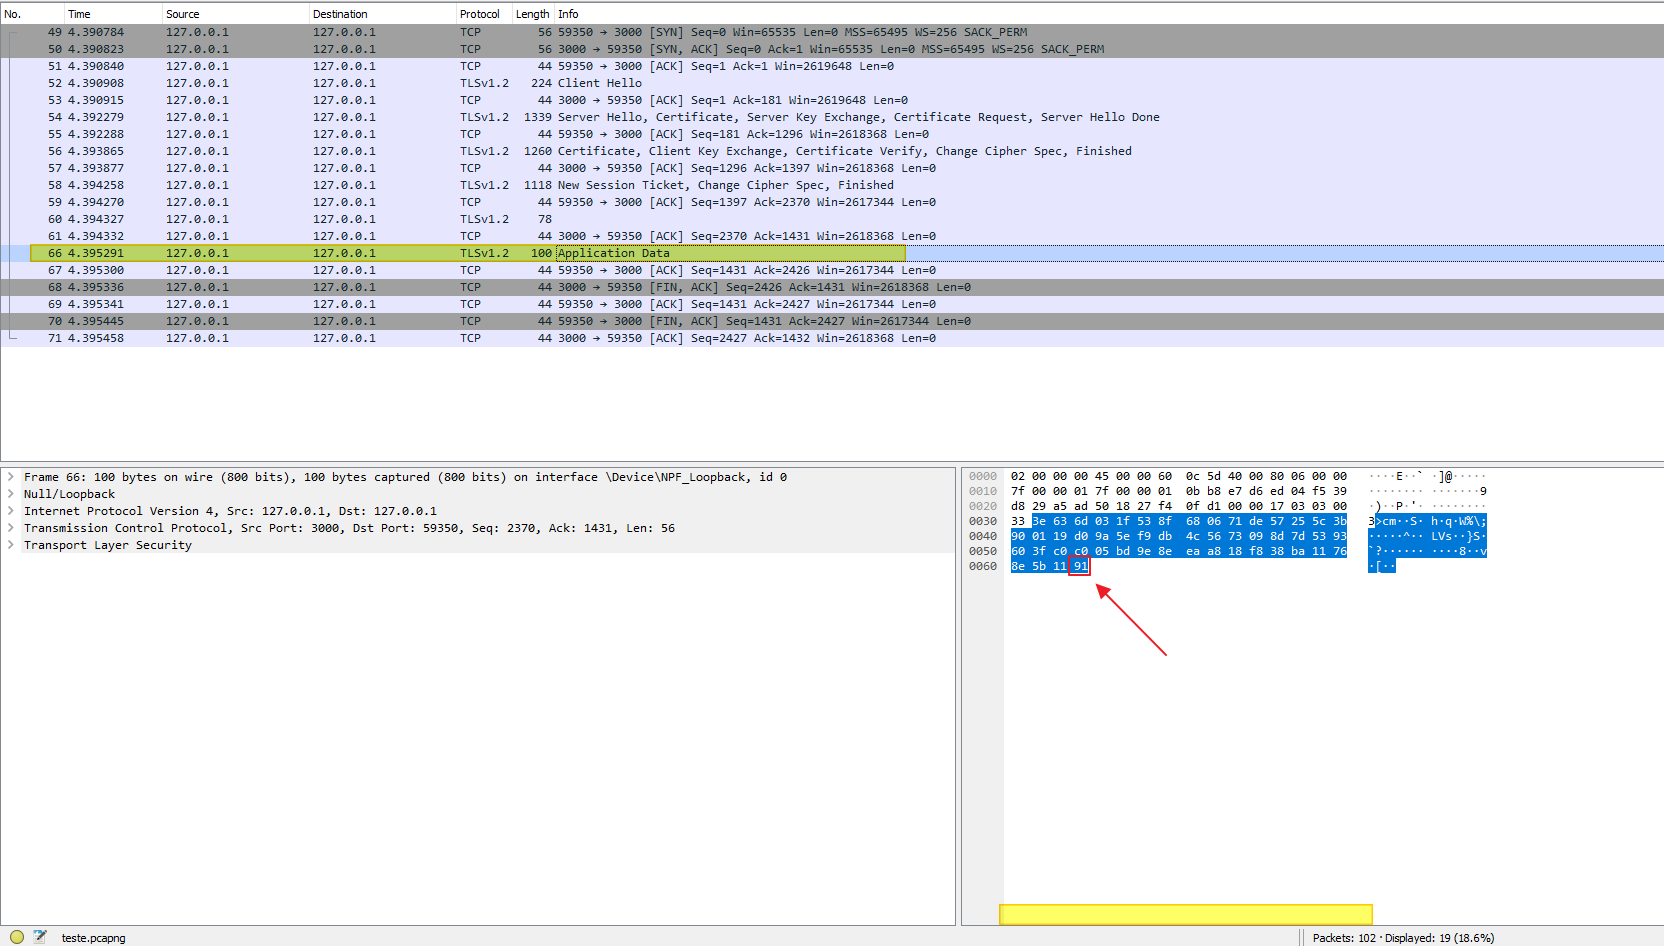 No. Time Source Destination Protocol Length Info
49 4.390784 127.0.0.1 127.0.0.1 TCP 56 59350 → 3000 [SYN] Seq=0 Win=65535 Len=0 MSS=65495 WS=256 SACK_PERM
50 4.390823 127.0.0.1 127.0.0.1 TCP 56 3000 → 59350 [SYN, ACK] Seq=0 Ack=1 Win=65535 Len=0 MSS=65495 WS=256 SACK_PERM
51 4.390840 127.0.0.1 127.0.0.1 TCP 44 59350 → 3000 [ACK] Seq=1 Ack=1 Win=2619648 Len=0
52 4.390908 127.0.0.1 127.0.0.1 TLSv1.2 224 Client Hello
53 4.390915 127.0.0.1 127.0.0.1 TCP 44 3000 → 59350 [ACK] Seq=1 Ack=181 Win=2619648 Len=0
54 4.392279 127.0.0.1 127.0.0.1 TLSv1.2 1339 Server Hello, Certificate, Server Key Exchange, Certificate Request, Server Hello Done
55 4.392288 127.0.0.1 127.0.0.1 TCP 44 59350 → 3000 [ACK] Seq=181 Ack=1296 Win=2618368 Len=0
56 4.393865 127.0.0.1 127.0.0.1 TLSv1.2 1260 Certificate, Client Key Exchange, Certificate Verify, Change Cipher Spec, Finished
57 4.393877 127.0.0.1 127.0.0.1 TCP 44 3000 → 59350 [ACK] Seq=1296 Ack=1397 Win=2618368 Len=0
58 4.394258 127.0.0.1 127.0.0.1 TLSv1.2 1118 New Session Ticket, Change Cipher Spec, Finished
59 4.394270 127.0.0.1 127.0.0.1 TCP 44 59350 → 3000 [ACK] Seq=1397 Ack=2370 Win=2617344 Len=0
60 4.394327 127.0.0.1 127.0.0.1 TLSv1.2 78
61 4.394332 127.0.0.1 127.0.0.1 TCP 44 3000 → 59350 [ACK] Seq=2370 Ack=1431 Win=2618368 Len=0
66 4.395291 127.0.0.1 127.0.0.1 TLSv1.2 100 Application Data
67 4.395300 127.0.0.1 127.0.0.1 TCP 44 59350 → 3000 [ACK] Seq=1431 Ack=2426 Win=2617344 Len=0
68 4.395336 127.0.0.1 127.0.0.1 TCP 44 3000 → 59350 [FIN, ACK] Seq=2426 Ack=1431 Win=2618368 Len=0
69 4.395341 127.0.0.1 127.0.0.1 TCP 44 59350 → 3000 [ACK] Seq=1431 Ack=2427 Win=2617344 Len=0
70 4.395445 127.0.0.1 127.0.0.1 TCP 44 59350 → 3000 [FIN, ACK] Seq=1431 Ack=2427 Win=2617344 Len=0
71 4.395458 127.0.0.1 127.0.0.1 TCP 44 3000 → 59350 [ACK] Seq=2427 Ack=1432 Win=2618368 Len=0
Frame 66: 100 bytes on wire (800 bits), 100 bytes captured (800 bits) on interface \Device\NPF_Loopback, id 0
Null/Loopback
Internet Protocol Version 4, Src: 127.0.0.1, Dst: 127.0.0.1
Transmission Control Protocol, Src Port: 3000, Dst Port: 59350, Seq: 2370, Ack: 1431, Len: 56
Transport Layer Security
0000 02 00 00 00 45 00 00 60 0c 5d 40 00 80 06 00 00 ····E··` ·]@·····
0010 7f 00 00 01 7f 00 00 01 0b b8 e7 d6 ed 04 f5 39 ········ ·······9
0020 d8 29 a5 ad 50 18 27 f4 0f d1 00 00 17 03 03 00 ·)··P·'· ········
0030 33 3e 63 6d 03 1f 53 8f 68 06 71 de 57 25 5c 3b 3>cm··S· h·q·W%\;
0040 90 01 19 d0 9a 5e f9 db 4c 56 73 09 8d 7d 53 93 ·····^·· LVs··}S·
0050 60 3f c0 c0 05 bd 9e 8e ea a8 18 f8 38 ba 11 76 `?······ ····8··v
0060 8e 5b 11 91 ·[··
teste.pcapng
Packets: 102 · Displayed: 19 (18.6%)